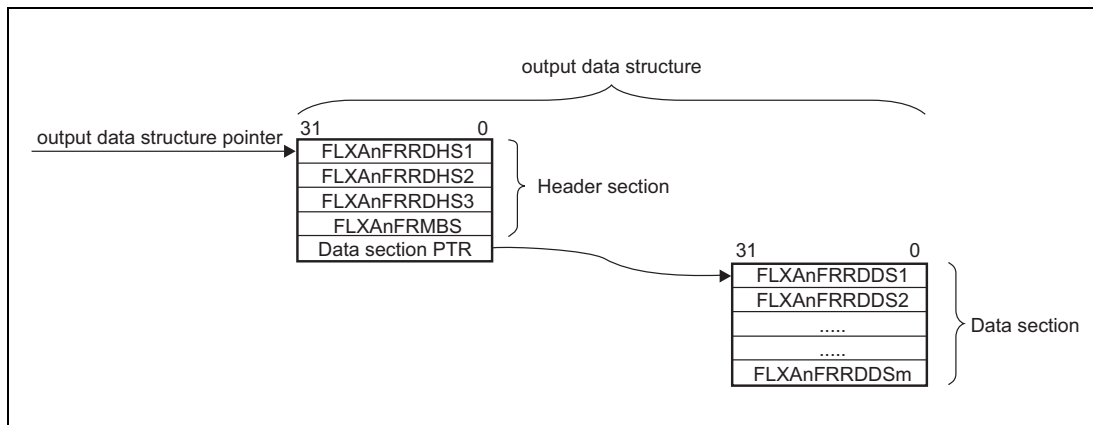 output data structure
output data structure pointer
31 0
FLXAnFRRDHS1
FLXAnFRRDHS2
FLXAnFRRDHS3
FLXAnFRMBS
Data section PTR
Header section
31 0
FLXAnFRRDDS1
FLXAnFRRDDS2
.....
.....
FLXAnFRRDDSm
Data section